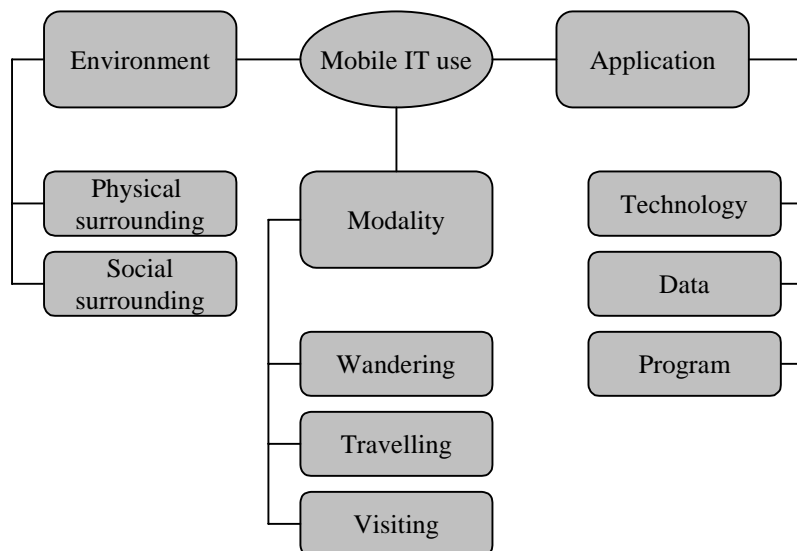 Environment
Mobile IT use
Application
Physical
surrounding
Social
surrounding
Modality
Wandering
Travelling
Visiting
Technology
Data
Program